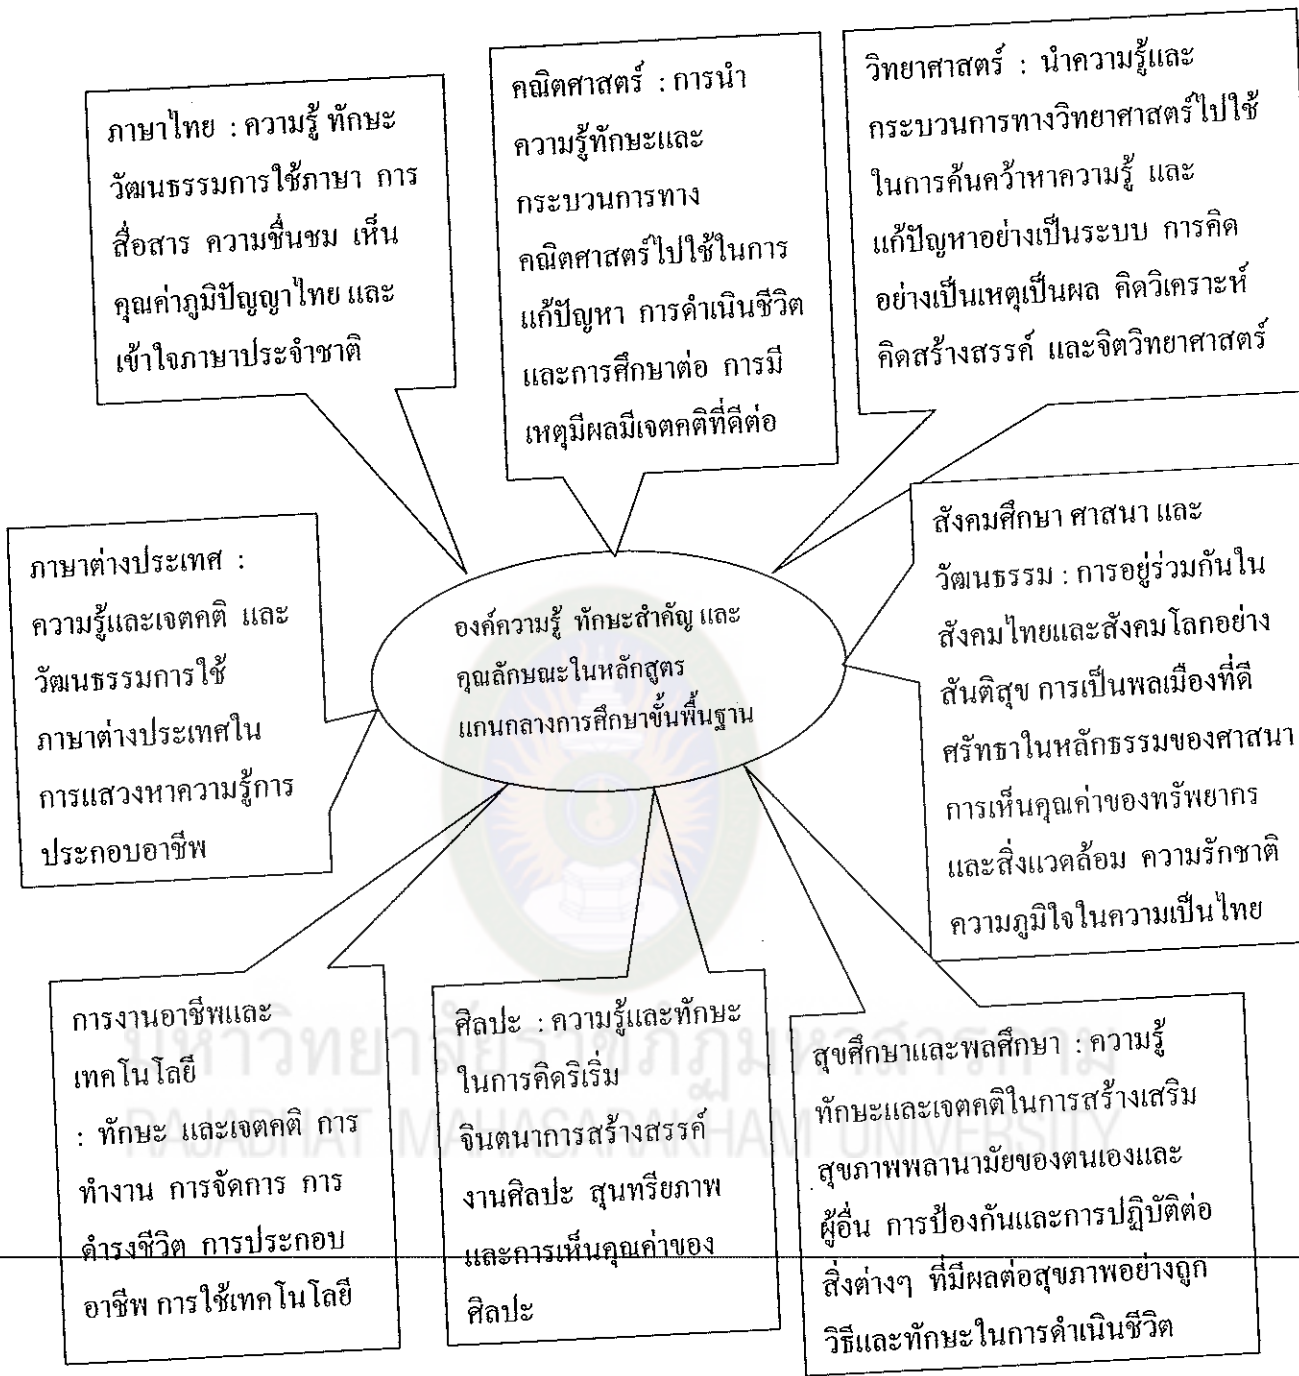 ภาษาไทย : ความรู้ ทักษะ
วัฒนธรรมการใช้ภาษา การ
สื่อสาร ความชื่นชม เห็น
คุณค่าภูมิปัญญาไทย และ
เข้าใจภาษาประจำชาติ
คณิตศาสตร์ : การนำ
ความรู้ทักษะและ
กระบวนการทาง
คณิตศาสตร์ไปใช้ในการ
แก้ปัญหา การดำเนินชีวิต
และการศึกษาต่อ การมี
เหตุมีผลมีเจตคติที่ดีต่อ
วิทยาศาสตร์ : นำความรู้และ
กระบวนการทางวิทยาศาสตร์ไปใช้
ในการค้นคว้าหาความรู้ และ
แก้ปัญหาอย่างเป็นระบบ การคิด
อย่างเป็นเหตุเป็นผล คิดวิเคราะห์
คิดสร้างสรรค์ และจิตวิทยาศาสตร์
ภาษาต่างประเทศ :
ความรู้และเจตคติ และ
วัฒนธรรมการใช้
ภาษาต่างประเทศใน
การแสวงหาความรู้การ
ประกอบอาชีพ
องค์ความรู้ ทักษะสำคัญ และ
คุณลักษณะในหลักสูตร
แกนกลางการศึกษาขั้นพื้นฐาน
สังคมศึกษา ศาสนา และ
วัฒนธรรม : การอยู่ร่วมกันใน
สังคมไทยและสังคมโลกอย่าง
สันติสุข การเป็นพลเมืองที่ดี
ศรัทธาในหลักธรรมของศาสนา
การเห็นคุณค่าของทรัพยากร
และสิ่งแวดล้อม ความรักชาติ
ความภูมิใจในความเป็นไทย
การงานอาชีพและ
เทคโนโลยี
: ทักษะ และเจตคติ การ
ทำงาน การจัดการ การ
ดำรงชีวิต การประกอบ
อาชีพ การใช้เทคโนโลยี
ศิลปะ : ความรู้และทักษะ
ในการคิดริเริ่ม
จินตนาการสร้างสรรค์
งานศิลปะ สุนทรียภาพ
และการเห็นคุณค่าของ
ศิลปะ
สุขศึกษาและพลศึกษา : ความรู้
ทักษะและเจตคติในการสร้างเสริม
สุขภาพพลานามัยของตนเองและ
ผู้อื่น การป้องกันและการปฏิบัติต่อ
สิ่งต่างๆ ที่มีผลต่อสุขภาพอย่างถูก
วิธีและทักษะในการดำเนินชีวิต
มหาวิทยาลัยราชภัฏมหาสารคาม
RAJABHAT MAHASARAKHAM UNIVERSITY